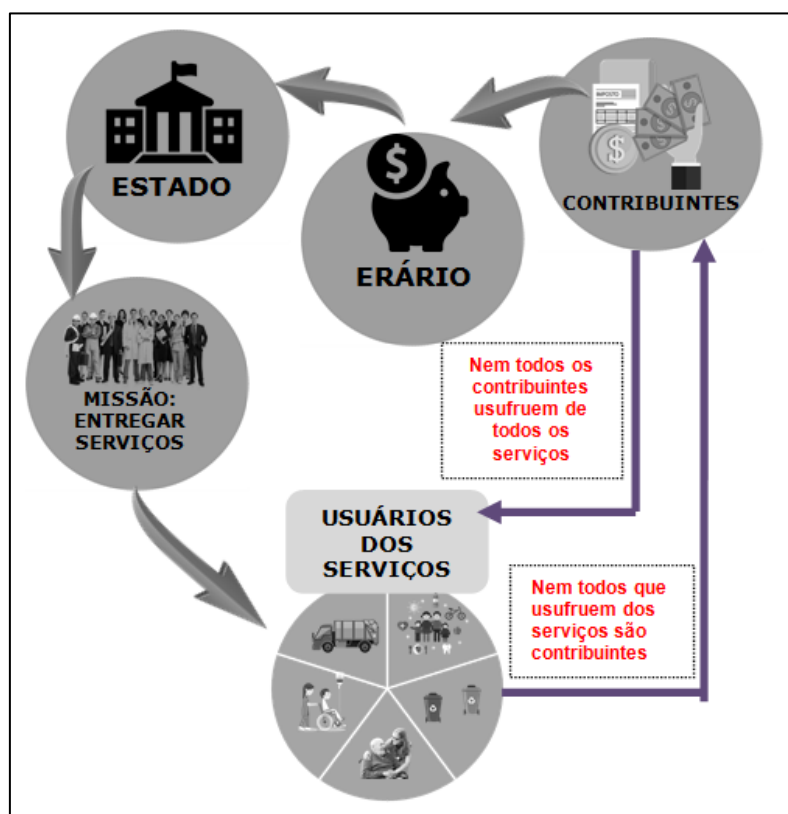 ESTADO
ERÁRIO
IMPOSTO
CONTRIBUINTES
MISSÃO:
ENTREGAR
SERVIÇOS
Nem todos os
contribuintes
usufruem de
todos os
serviços
USUÁRIOS
DOS
SERVIÇOS
Nem todos que
usufruem dos
serviços são
contribuintes